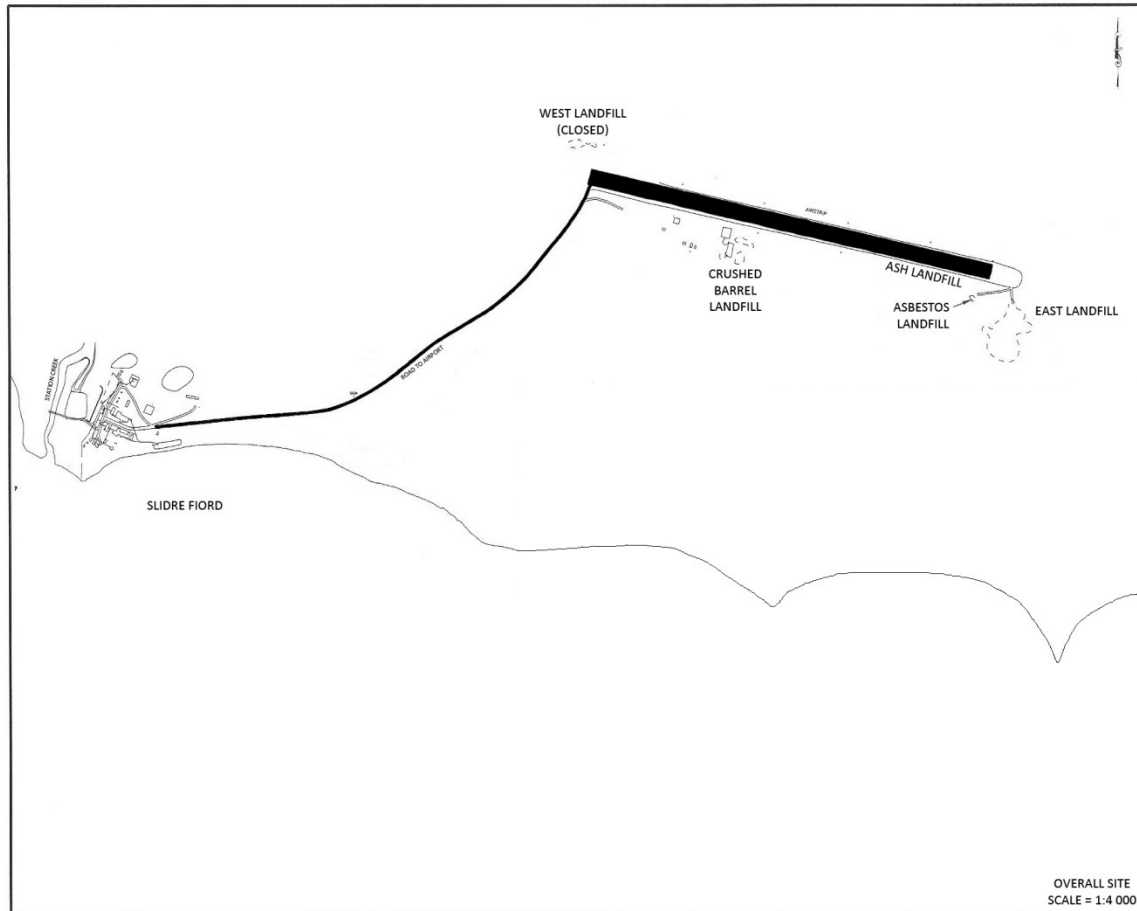 WEST LANDFILL
(CLOSED)
AIRSTRIP
ASH LANDFILL
CRUSHED
BARREL
LANDFILL
ASBESTOS
LANDFILL
EAST LANDFILL
ROAD TO AIRPORT
STATION CREEK
SLIDRE FIORD
OVERALL SITE
SCALE = 1:4 000